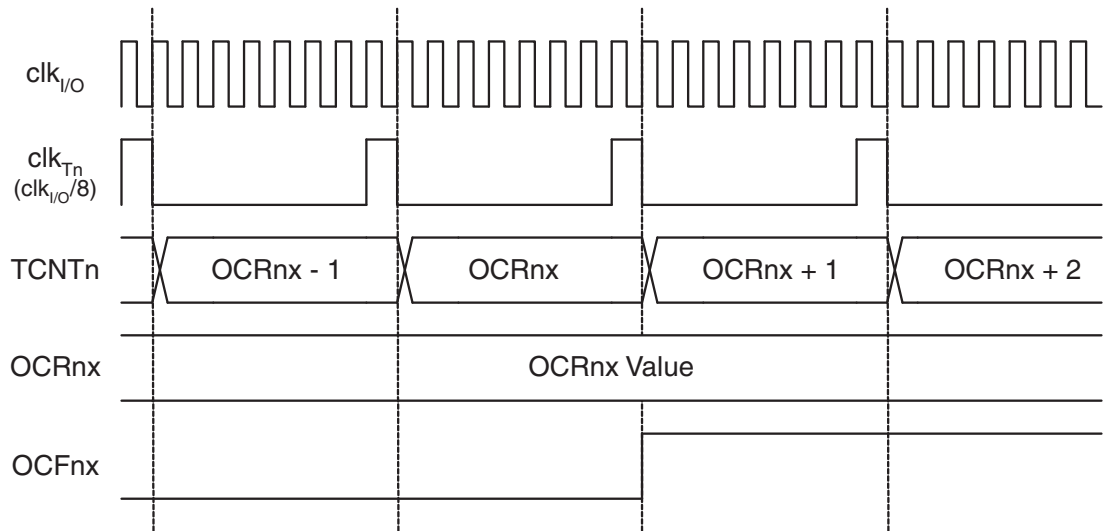 clkI/O
clkTn
(clkI/O/8)
TCNTn
OCRnx - 1
OCRnx
OCRnx + 1
OCRnx + 2
OCRnx
OCRnx Value
OCFnx